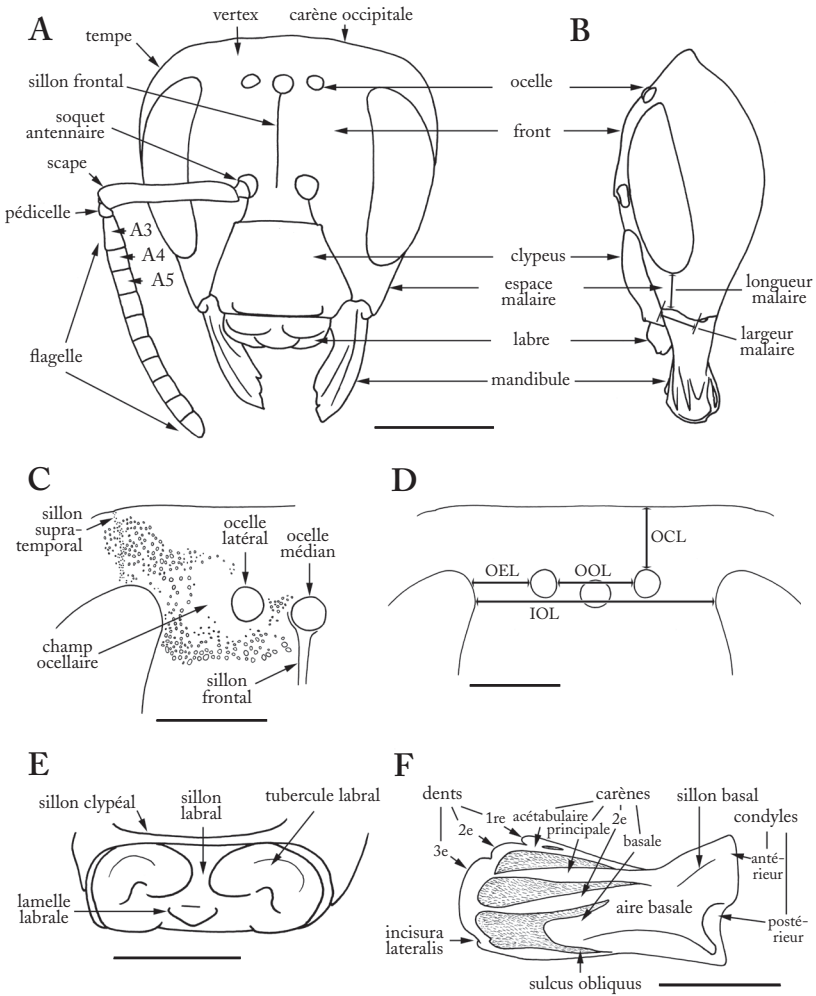 A
B
vertex
carène occipitale
tempe
sillon frontal
ocelle
soquet
antennaire
front
scape
pédicelle
A3
A4
A5
clypeus
espace
malaire
longueur
malaire
largeur
malaire
flagelle
labre
mandibule
C
D
sillon
supra-
temporal
ocelle
latéral
ocelle
médian
champ
ocellaire
sillon
frontal
OCL
OEL
OOL
IOL
E
F
sillon clypéal
sillon
labral
tubercule labral
lamelle
labrale
dents
1re
2e
3e
carènes
acétabulaire
principale
2e
basale
sillon basal
condyles
anté-
rieur
aire basale
posté-
rieur
incisura
lateralis
sulcus obliquus